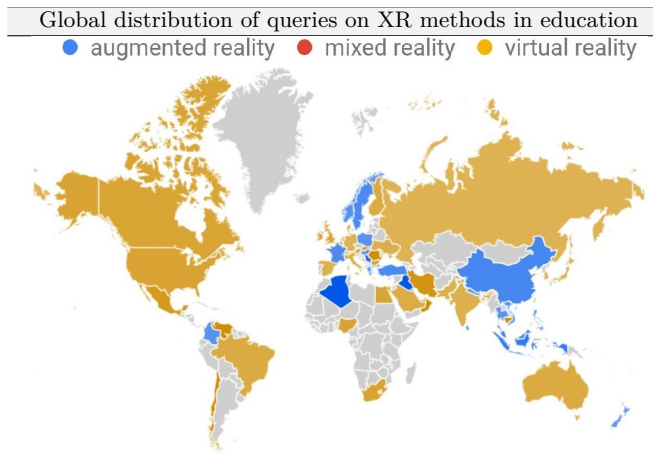 Global distribution of queries on XR methods in education
augmented reality mixed reality virtual reality